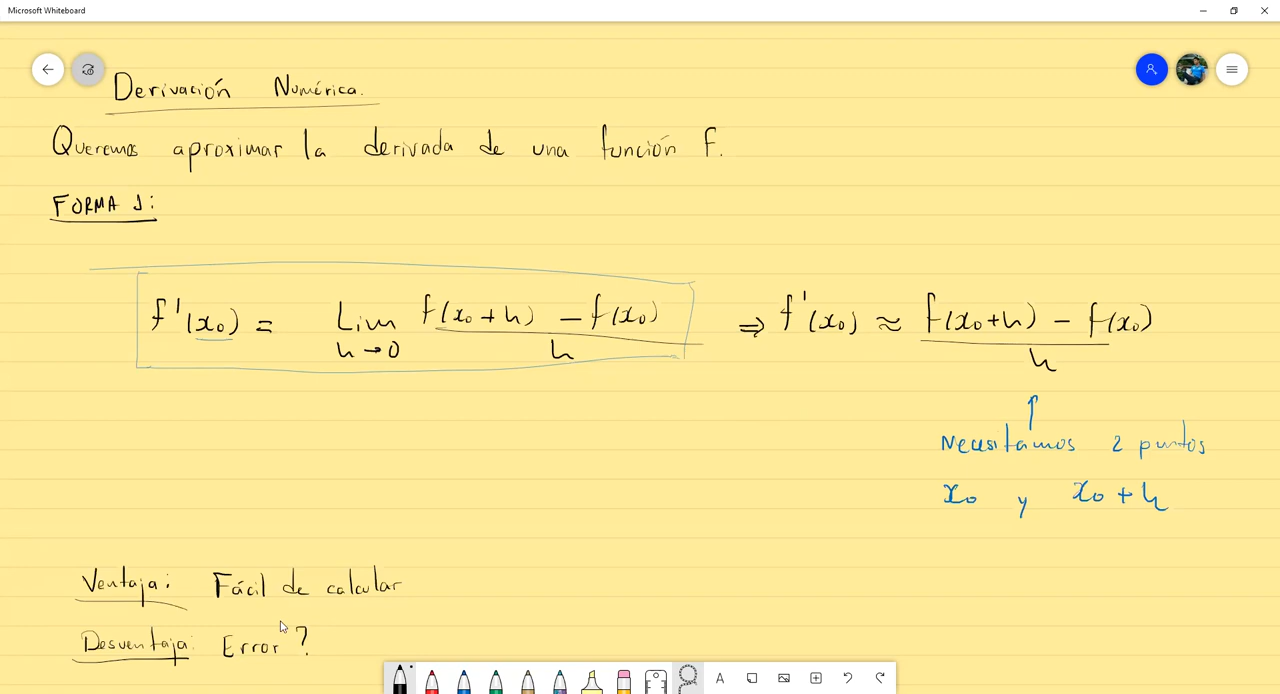 Microsoft Whiteboard
Derivación Numérica.
Queremos aproximar la derivada de una función f.
FORMA 1:
f'(x₀) = Lim h→0 f(x₀+h) − f(x₀) / h ⇒ f'(x₀) ≈ f(x₀+h) − f(x₀) / h
Necesitamos 2 puntos
x₀ y x₀+h
Ventaja: Fácil de calcular
Desventaja: Error?
A